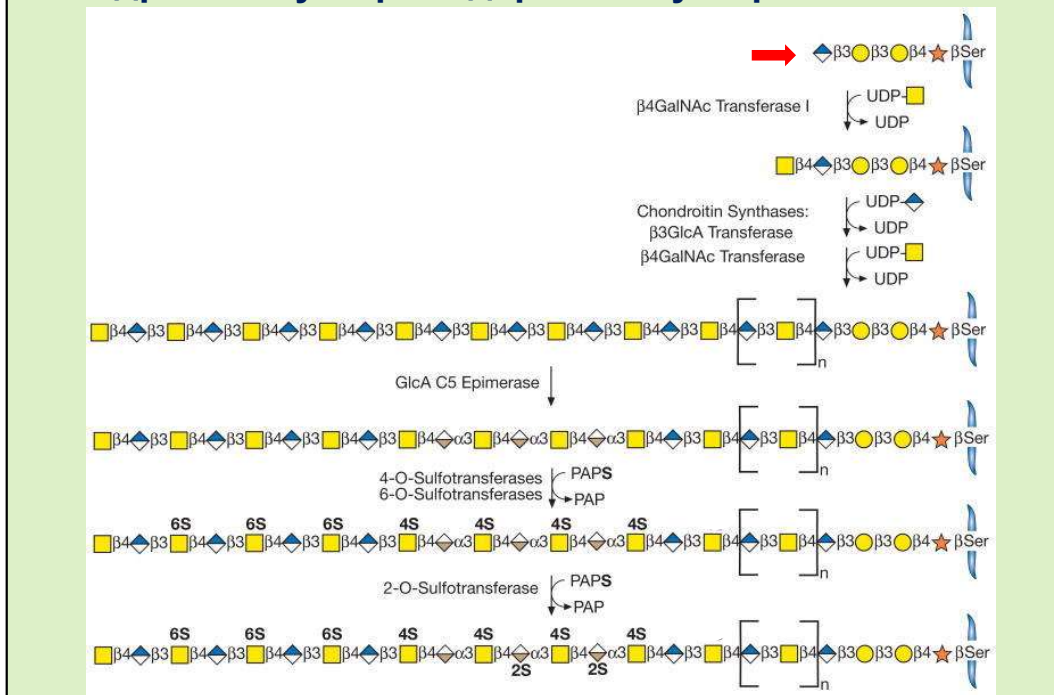 β3 β3 β4 βSer
β4GalNAc Transferase I
UDP-
UDP
β4 β3 β3 β4 βSer
Chondroitin Synthases:
β3GlcA Transferase
β4GalNAc Transferase
UDP-
UDP
UDP-
UDP
β4 β3 β4 β3 β4 β3 β4 β3 β4 β3 β4 β3 β4 β3 β4 β3 β4 β3 β4 β3 β3 β4 βSer
n
GlcA C5 Epimerase
β4 β3 β4 β3 β4 β3 β4 β3 β4 α3 β4 α3 β4 α3 β4 β3 β4 β3 β4 β3 β3 β4 βSer
n
4-O-Sulfotransferases
6-O-Sulfotransferases
PAPS
PAP
6S 6S 6S 4S 4S 4S 4S
β4 β3 β4 β3 β4 β3 β4 β3 β4 α3 β4 α3 β4 α3 β4 β3 β4 β3 β4 β3 β3 β4 βSer
n
2-O-Sulfotransferase
PAPS
PAP
6S 6S 6S 4S 4S 4S 4S
β4 β3 β4 β3 β4 β3 β4 β3 β4 α3 β4 α3 β4 α3 β4 β3 β4 β3 β4 β3 β3 β4 βSer
2S 2S
n